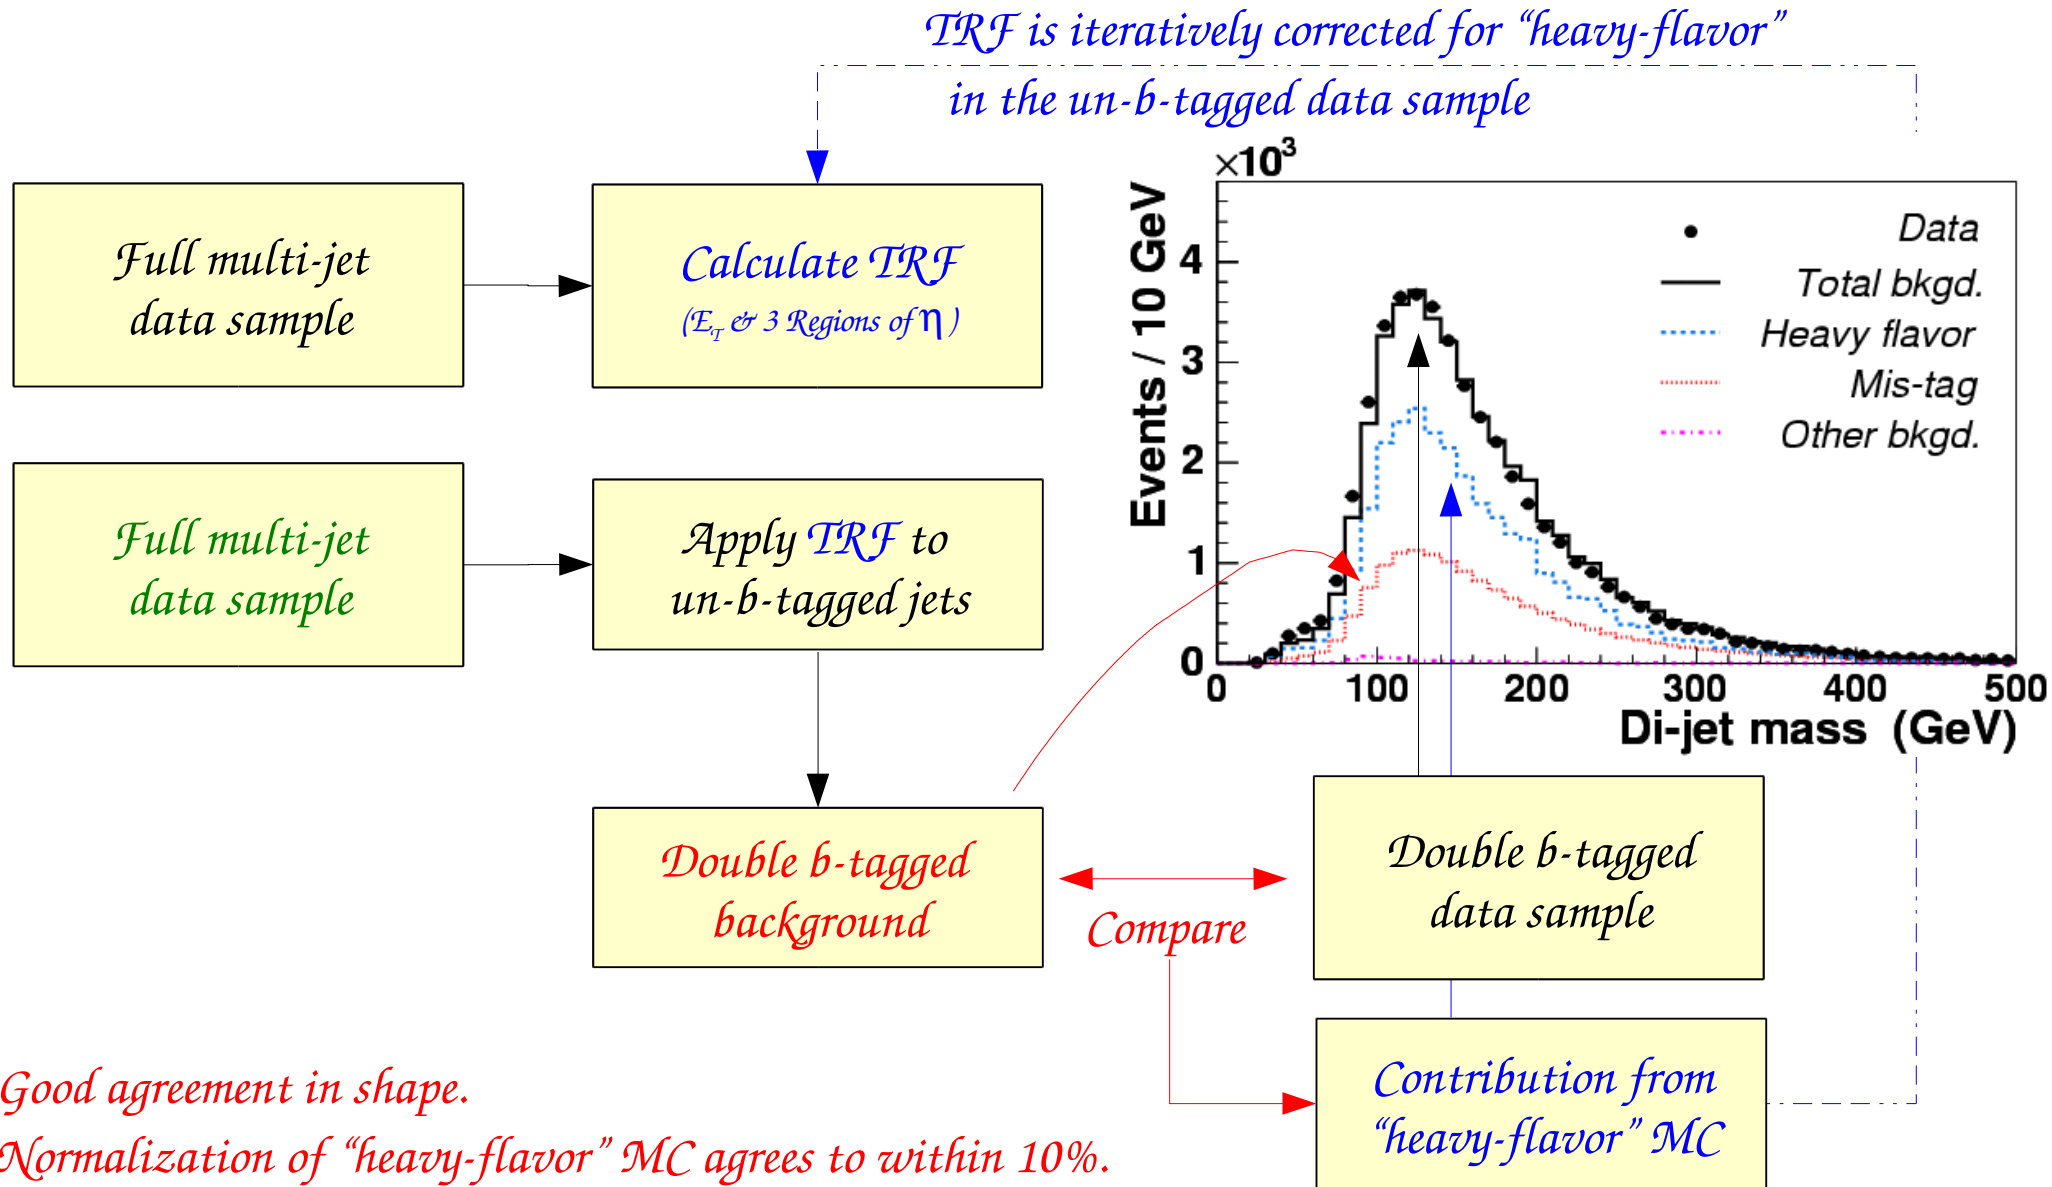 TRF is iteratively corrected for “heavy-flavor”
in the un-b-tagged data sample
Full multi-jet
data sample
Calculate TRF
(E_T & 3 Regions of η)
Full multi-jet
data sample
Apply TRF to
un-b-tagged jets
×10³
Events / 10 GeV
4
3
2
1
0
Data
Total bkgd.
Heavy flavor
Mis-tag
Other bkgd.
0 100 200 300 400 500
Di-jet mass (GeV)
Double b-tagged
background
Compare
Double b-tagged
data sample
Contribution from
“heavy-flavor” MC
Good agreement in shape.
Normalization of “heavy-flavor” MC agrees to within 10%.